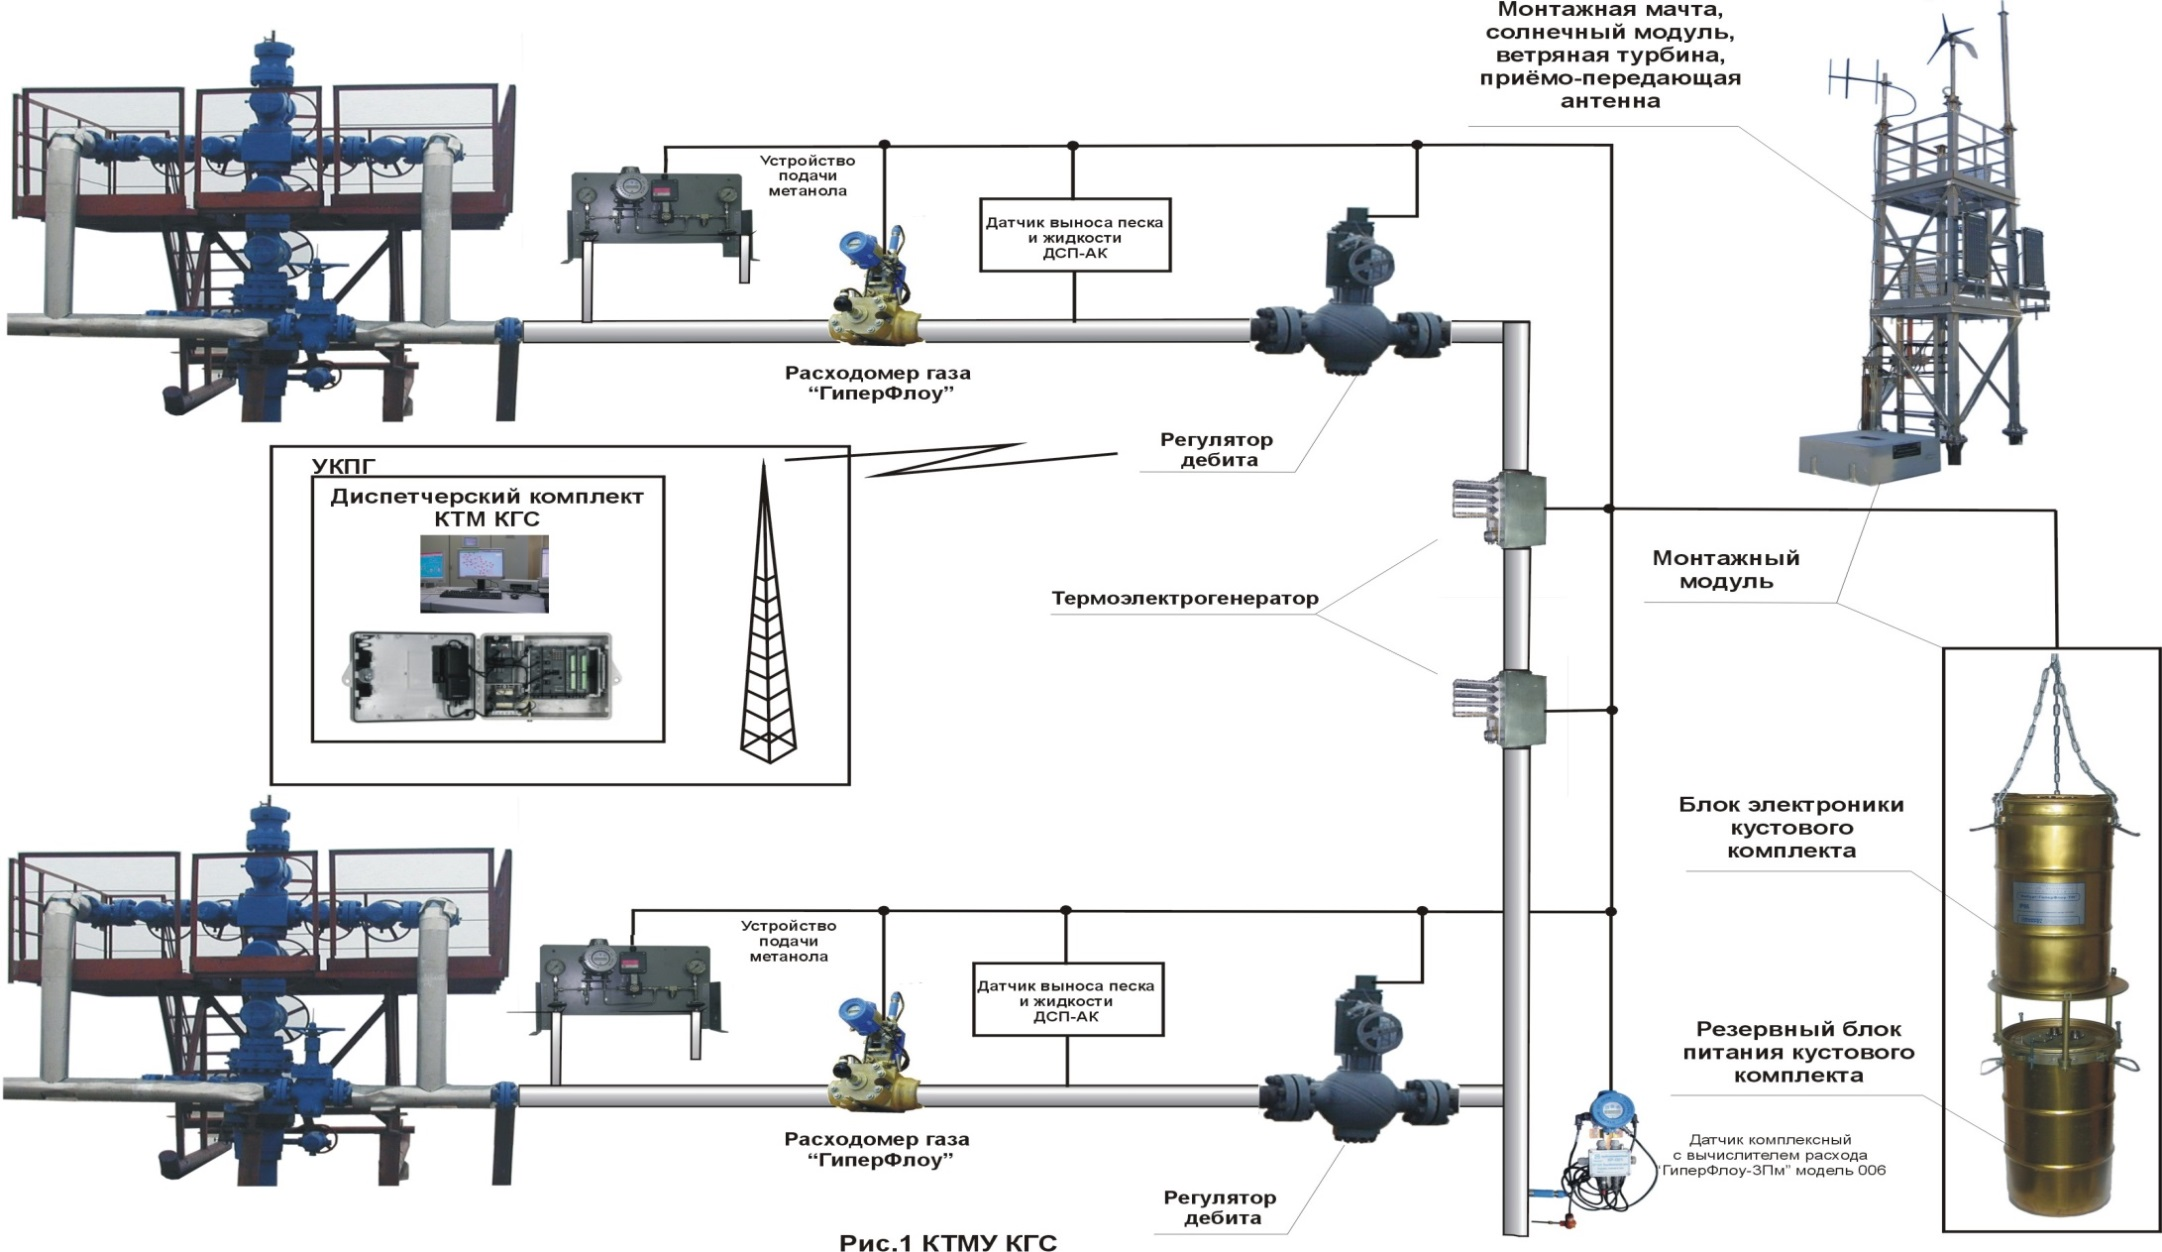 Монтажная мачта,
солнечный модуль,
ветряная турбина,
приёмо-передающая
антенна
Устройство
подачи
метанола
Датчик выноса песка
и жидкости
ДСП-АК
Расходомер газа
“ГиперФлоу”
Регулятор
дебита
УКПГ
Диспетчерский комплект
КТМ КГС
Термоэлектрогенератор
Монтажный
модуль
Блок электроники
кустового
комплекта
Устройство
подачи
метанола
Датчик выноса песка
и жидкости
ДСП-АК
Резервный блок
питания кустового
комплекта
Расходомер газа
“ГиперФлоу”
Датчик комплексный
с вычислителем расхода
“ГиперФлоу-3Пм” модель 006
Регулятор
дебита
Рис.1 КТМУ КГС